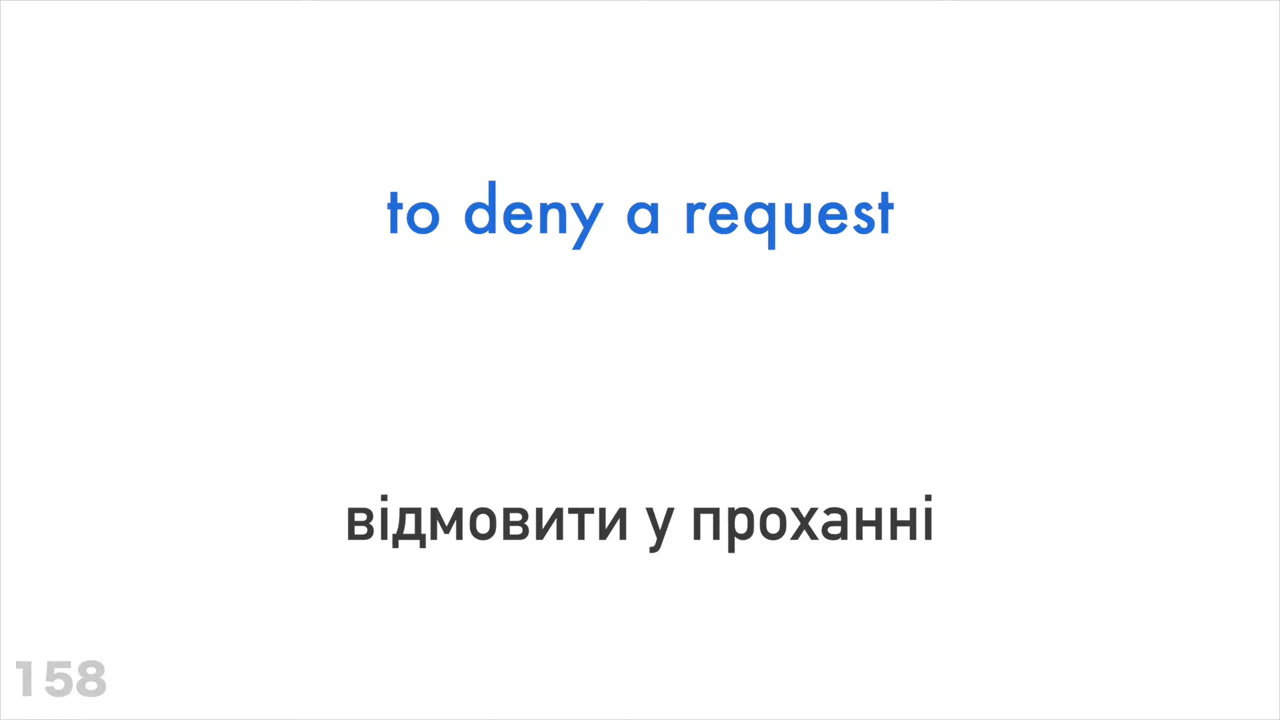 to deny a request
відмовити у проханні
158